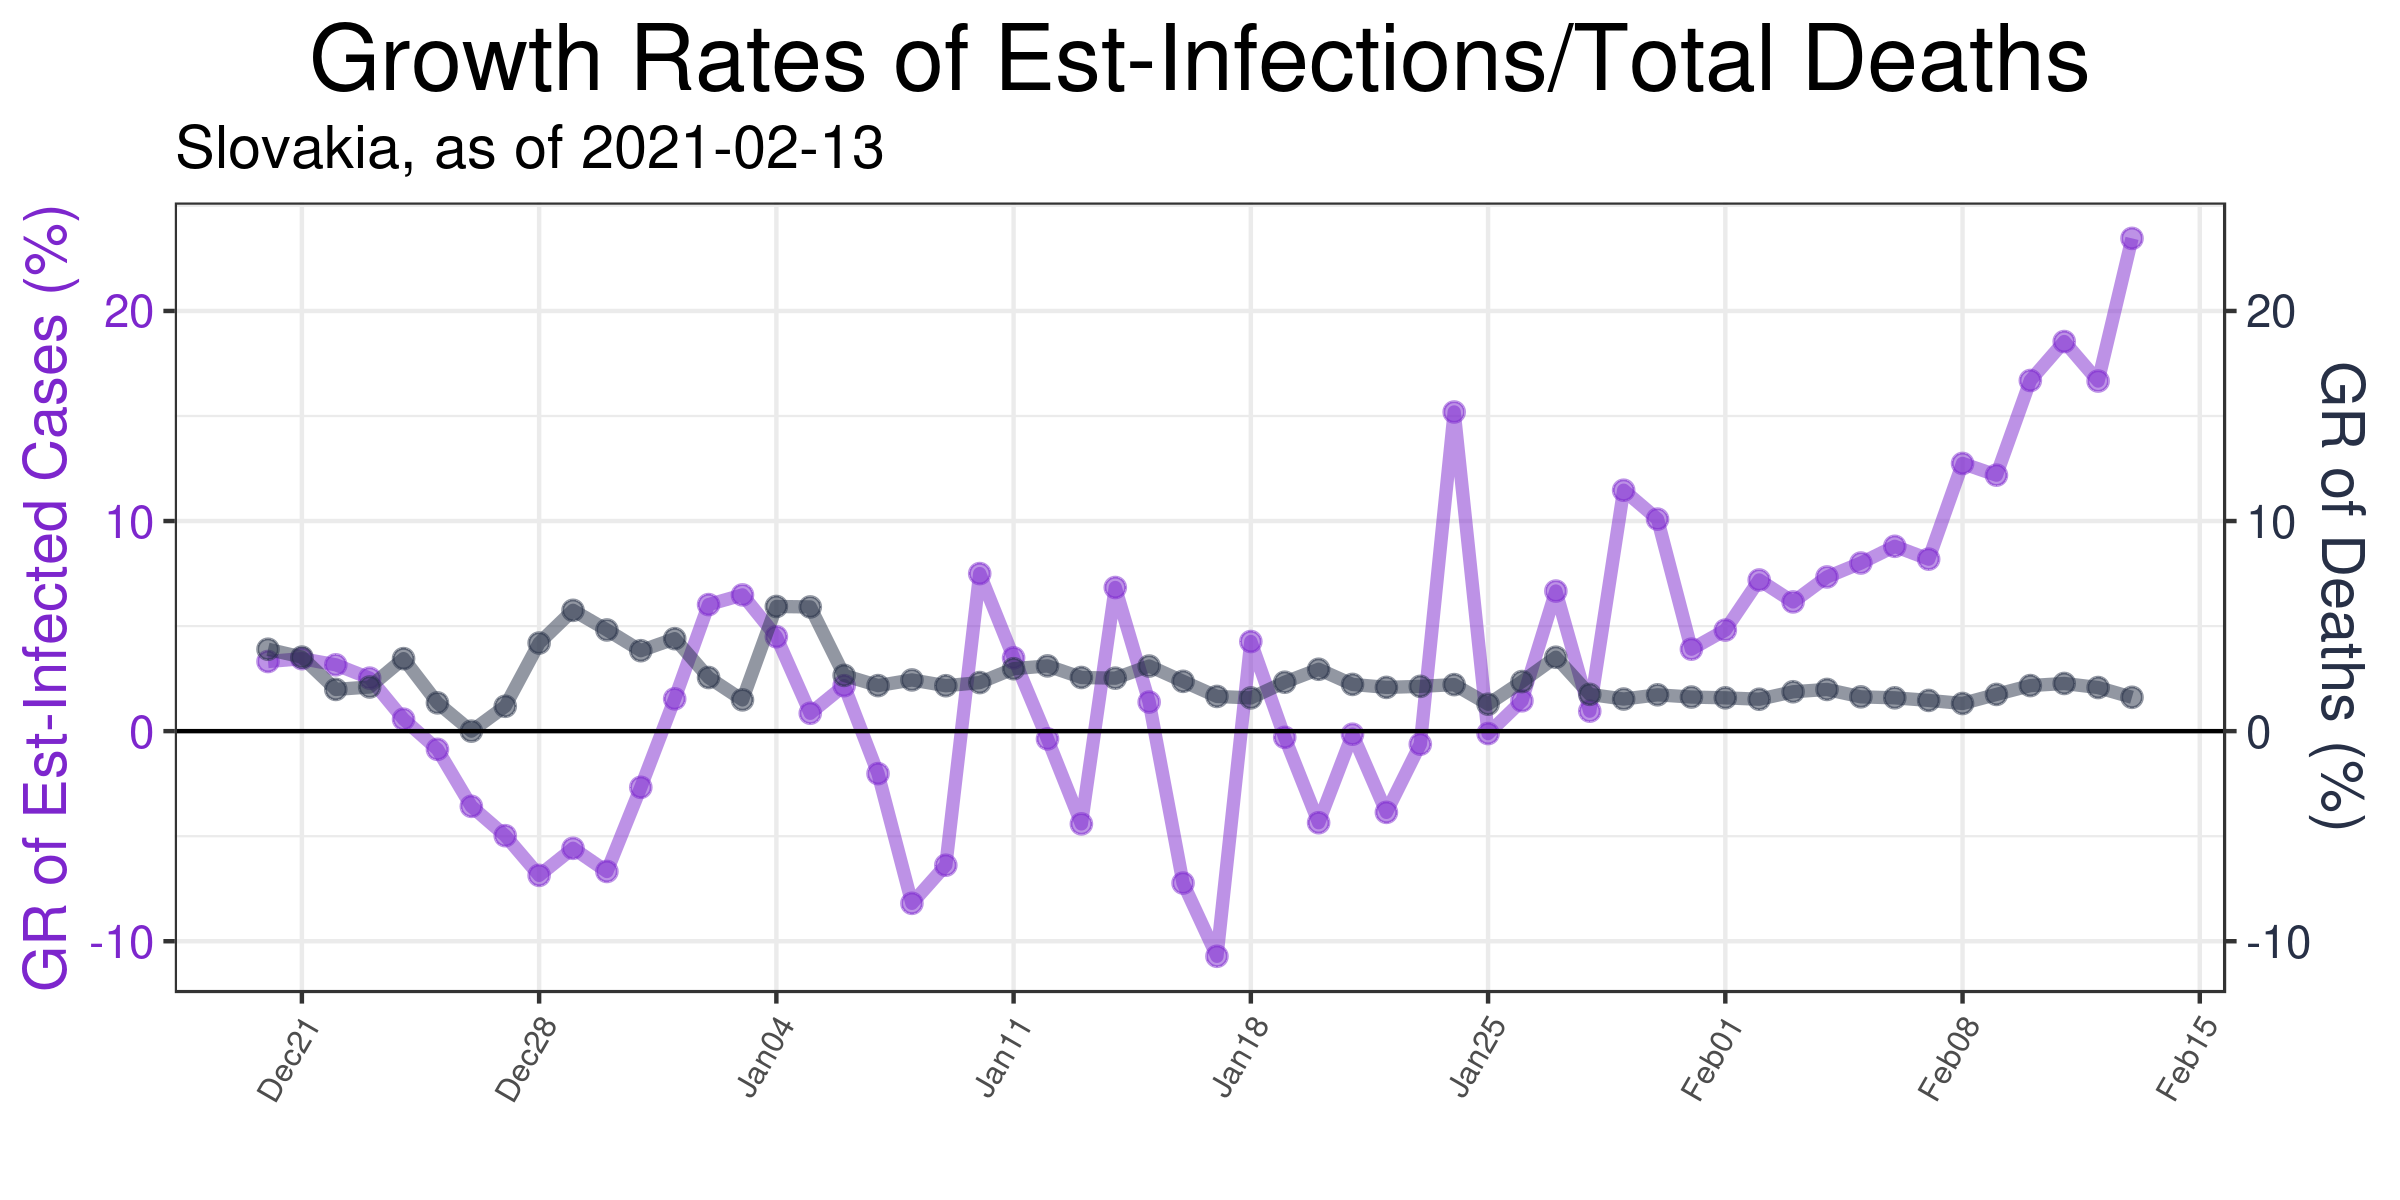 Growth Rates of Est-Infections/Total Deaths
Slovakia, as of 2021-02-13
GR of Est-Infected Cases (%)
20
10
0
-10
20
10
0
-10
GR of Deaths (%)
Dec21
Dec28
Jan04
Jan11
Jan18
Jan25
Feb01
Feb08
Feb15